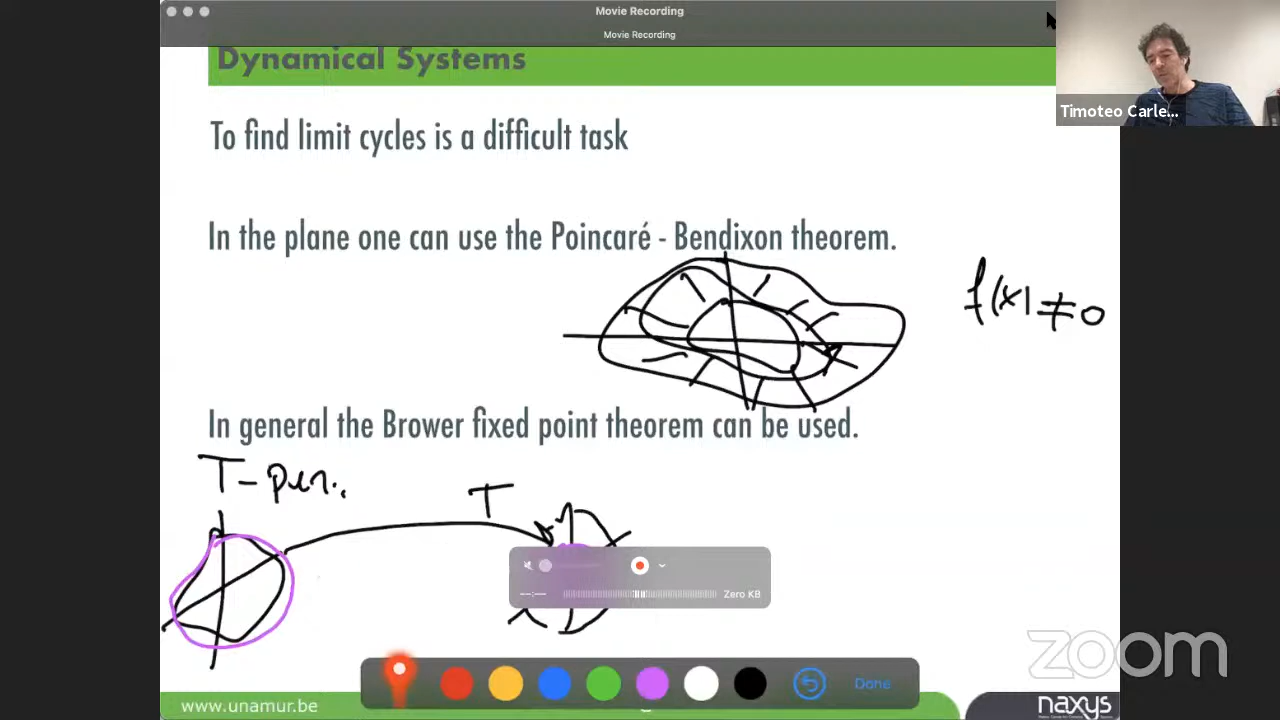 Movie Recording
Movie Recording
Dynamical Systems
Timoteo Carle...
To find limit cycles is a difficult task
In the plane one can use the Poincaré - Bendixon theorem.
f(x) ≠ 0
In general the Brower fixed point theorem can be used.
T - per.
T
--:--
Zero KB
zoom
Done
www.unamur.be
naxys